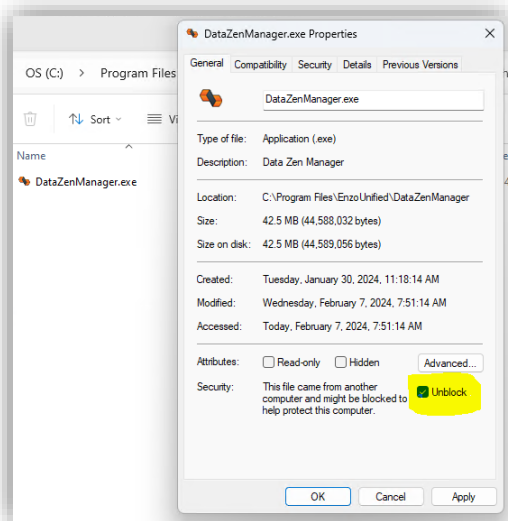 DataZenManager.exe Properties
General Compatibility Security Details Previous Versions
OS (C:) > Program Files
DataZenManager.exe
Sort
Type of file: Application (.exe)
Description: Data Zen Manager
Name
DataZenManager.exe
Location: C:\Program Files\EnzoUnified\DataZenManager
Size: 42.5 MB (44,588,032 bytes)
Size on disk: 42.5 MB (44,589,056 bytes)
Created: Tuesday, January 30, 2024, 11:18:14 AM
Modified: Wednesday, February 7, 2024, 7:51:14 AM
Accessed: Today, February 7, 2024, 7:51:14 AM
Attributes: Read-only Hidden Advanced...
Security: This file came from another
computer and might be blocked to
help protect this computer.
Unblock
OK Cancel Apply